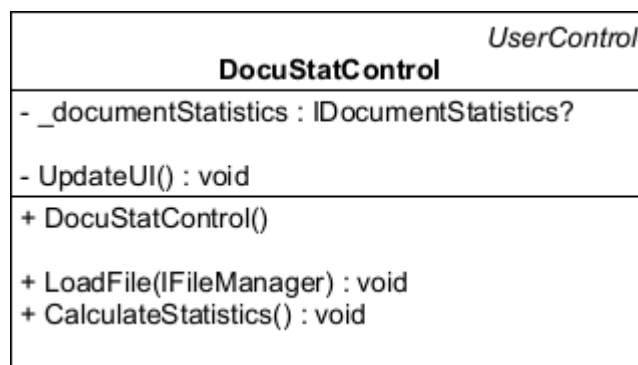 UserControl
DocuStatControl
- _documentStatistics : IDocumentStatistics?
- UpdateUI() : void
+ DocuStatControl()
+ LoadFile(IFileManager) : void
+ CalculateStatistics() : void